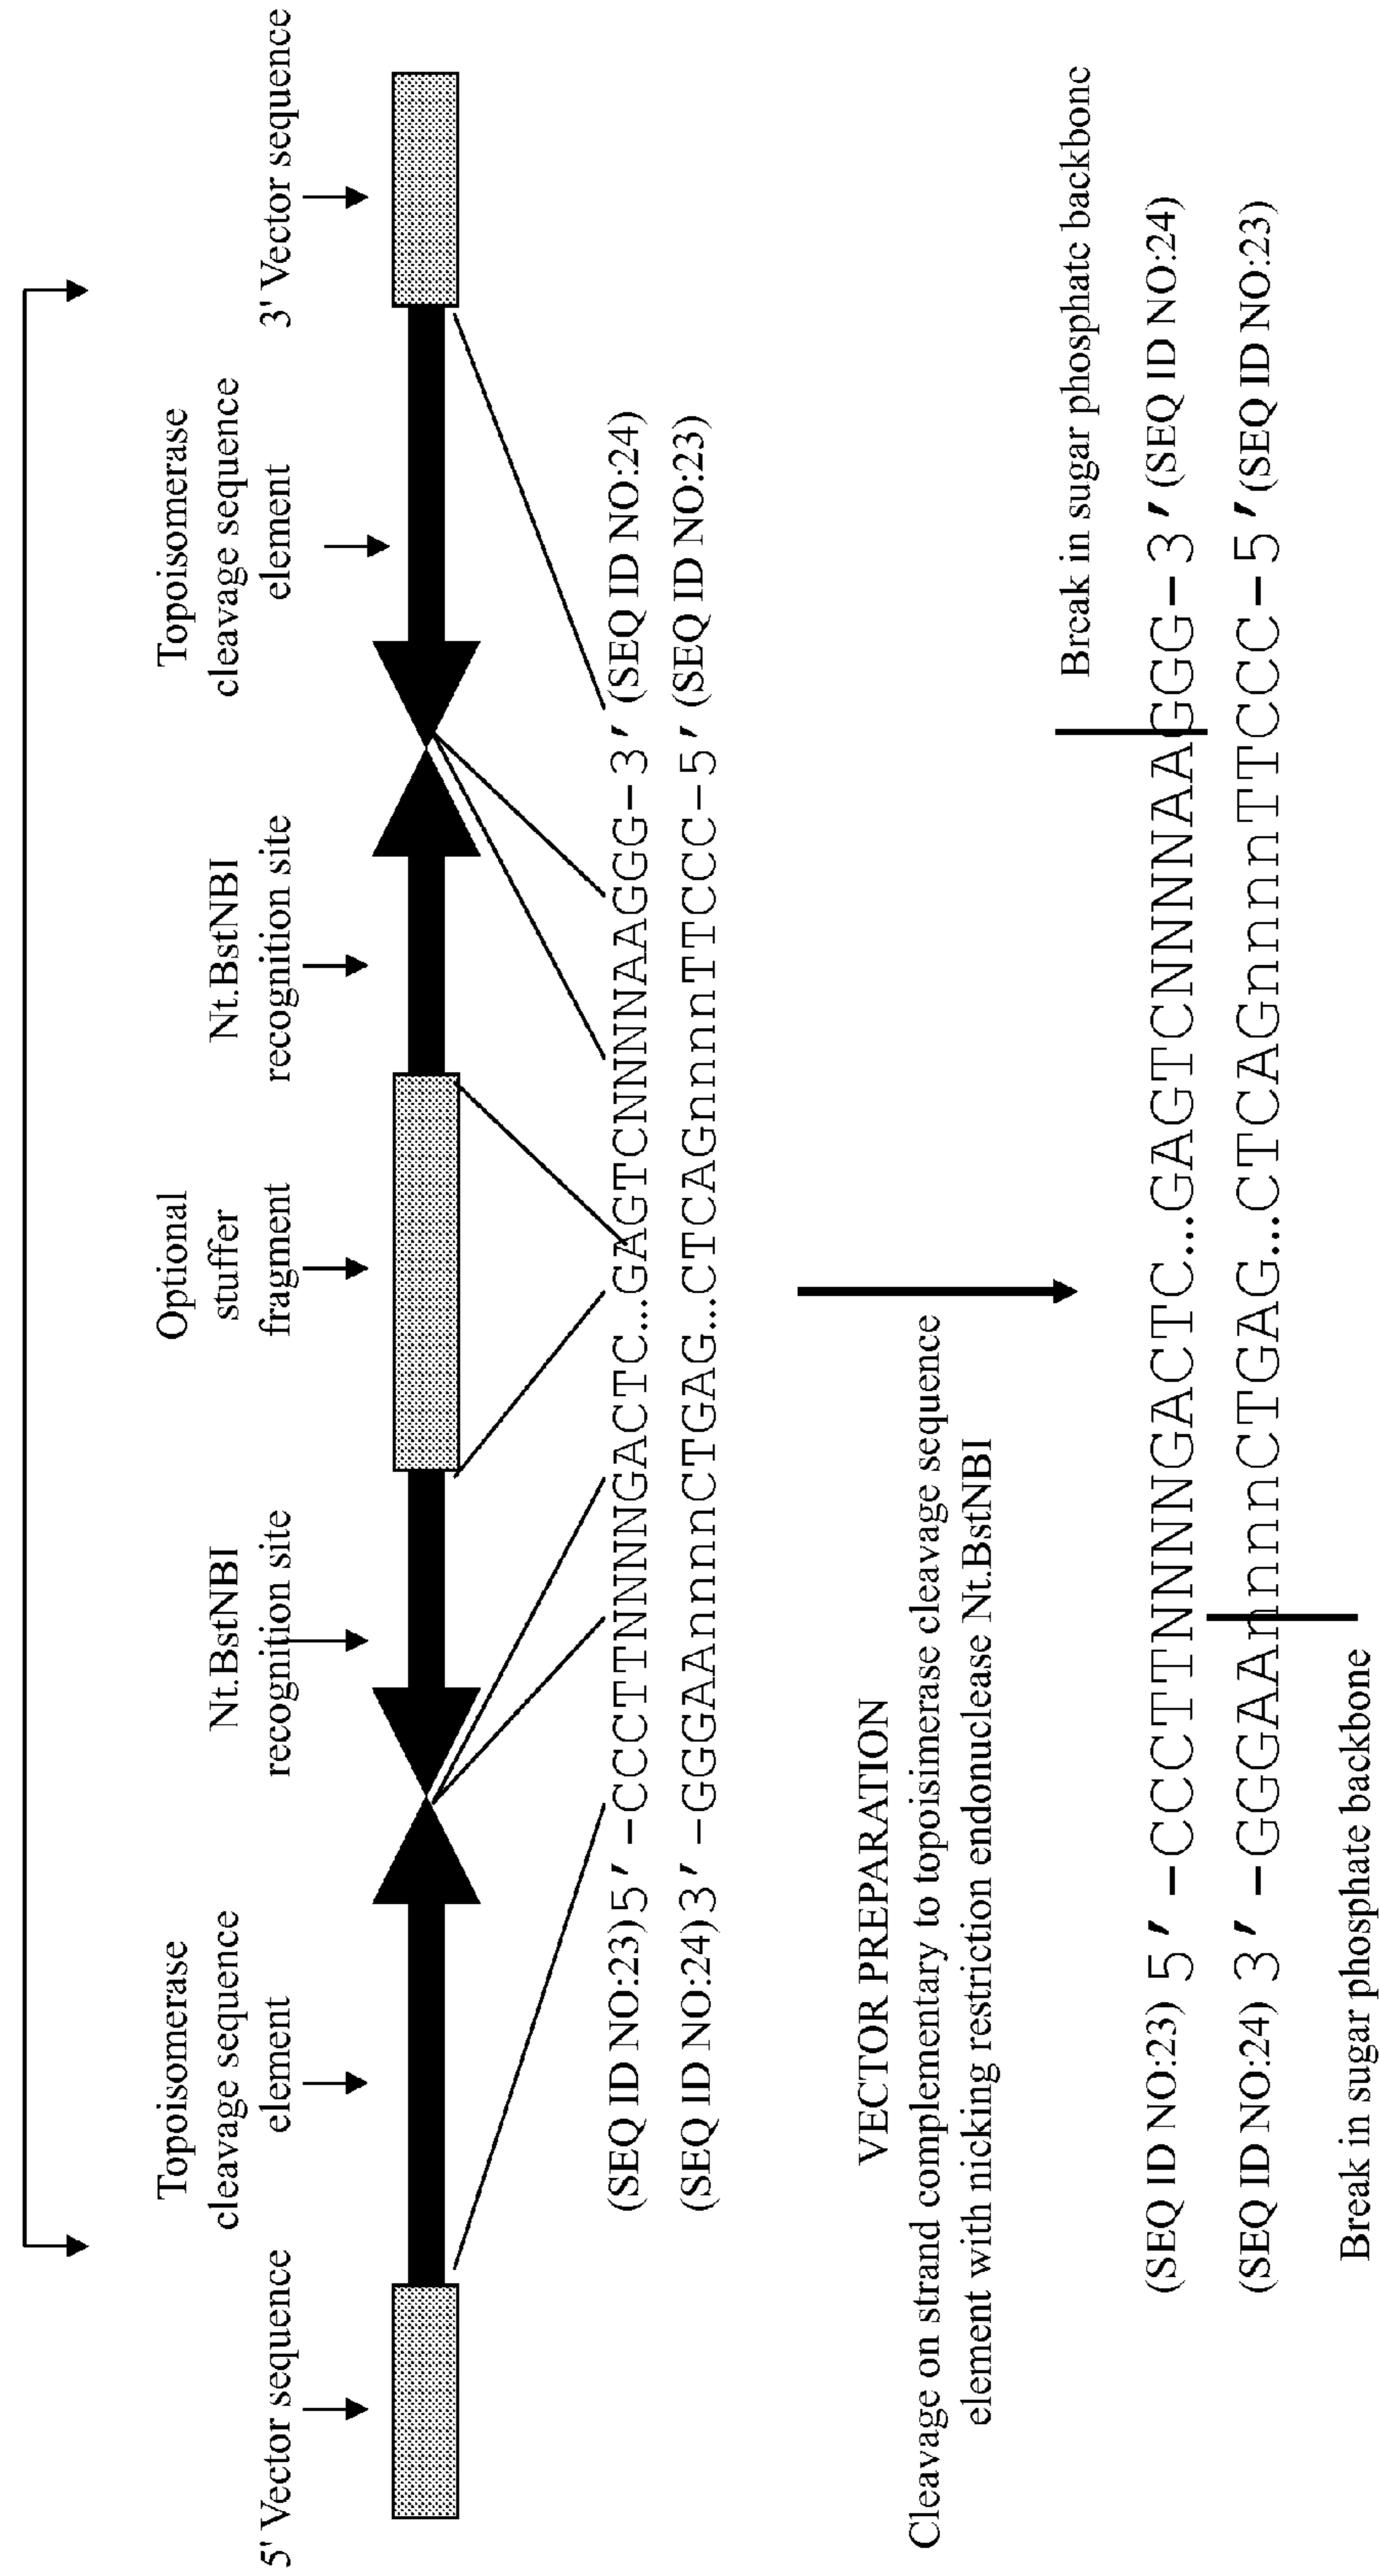 5' Vector sequence
Topoisomerase
cleavage sequence
element
Nt.BstNBI
recognition site
Optional
stuffer
fragment
Nt.BstNBI
recognition site
Topoisomerase
cleavage sequence
element
3' Vector sequence
(SEQ ID NO:23)5'-CCCTTNNNNGACTC...GAGTCNNNNAAGGG-3' (SEQ ID NO:24)
(SEQ ID NO:24)3'-GGGAAnnnnCTGAG...CTCAGnnnnTTCCC-5' (SEQ ID NO:23)
VECTOR PREPARATION
Cleavage on strand complementary to topoisimerase cleavage sequence
element with nicking restriction endonuclease Nt.BstNBI
Break in sugar phosphate backbone
(SEQ ID NO:23) 5'-CCCTTNNNNGACTC...GAGTCNNNNAAGGG-3' (SEQ ID NO:24)
(SEQ ID NO:24) 3'-GGGAAnnnnCTGAG...CTCAGnnnnTTCCC-5'(SEQ ID NO:23)
Break in sugar phosphate backbone